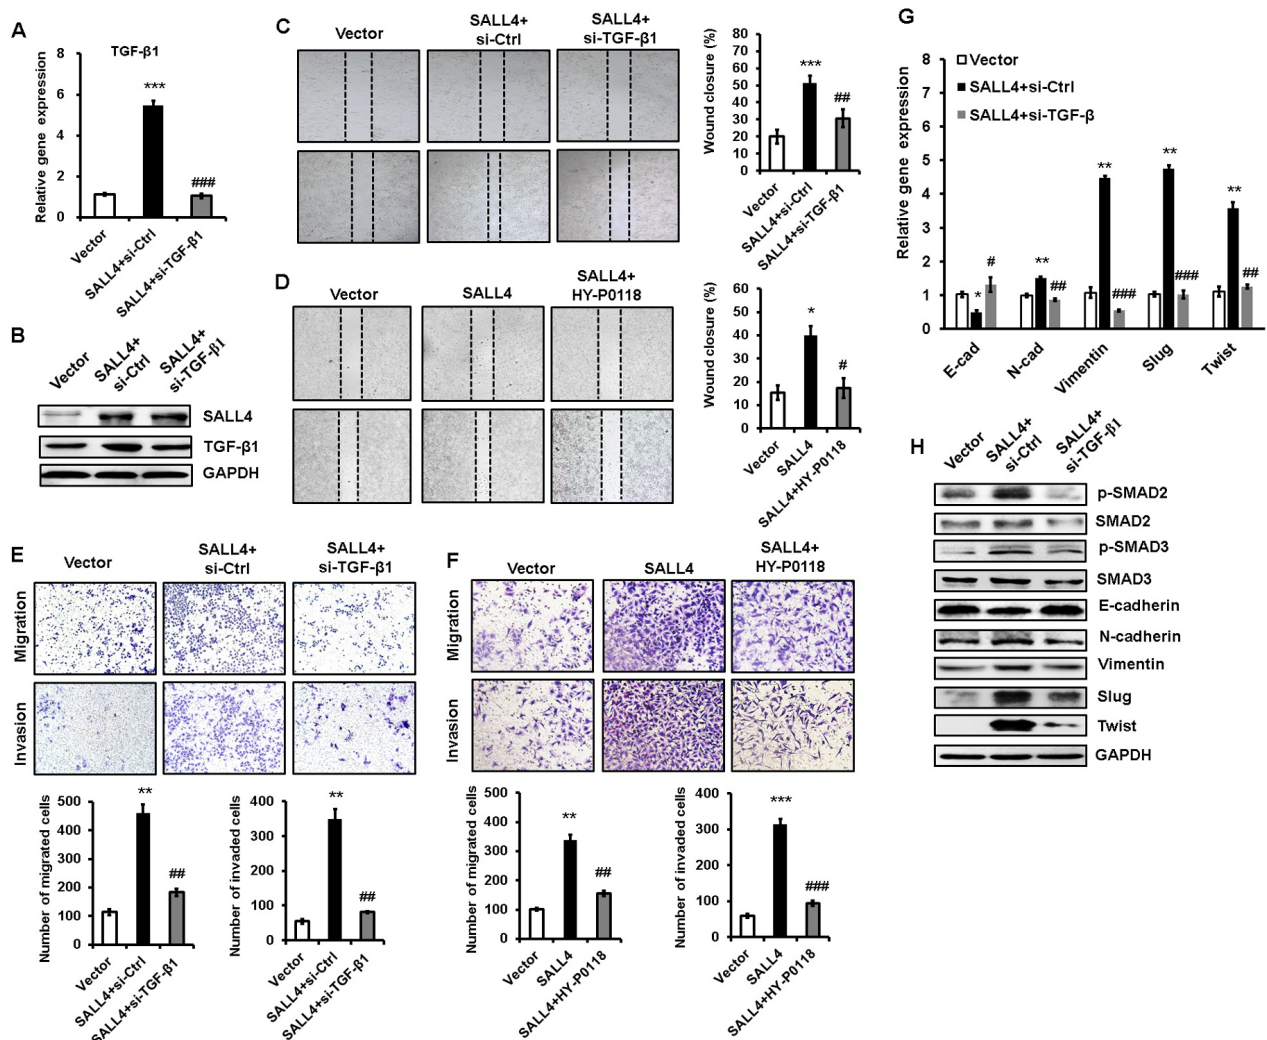 A
TGF-β1
Relative gene expression
8
6
4
2
0
***
###
Vector
SALL4+si-Ctrl
SALL4+si-TGF-β1
B
Vector
SALL4+
si-Ctrl
SALL4+
si-TGF-β1
SALL4
TGF-β1
GAPDH
C
Vector
SALL4+
si-Ctrl
SALL4+
si-TGF-β1
Wound closure (%)
80
70
60
50
40
30
20
10
0
***
##
Vector
SALL4+si-Ctrl
SALL4+si-TGF-β1
D
Vector
SALL4
SALL4+
HY-P0118
Wound closure (%)
60
50
40
30
20
10
0
*
#
Vector
SALL4
SALL4+HY-P0118
E
Vector
SALL4+
si-Ctrl
SALL4+
si-TGF-β1
Migration
Invasion
Number of migrated cells
500
400
300
200
100
0
**
##
Vector
SALL4+si-Ctrl
SALL4+si-TGF-β1
Number of invaded cells
400
300
200
100
0
**
##
Vector
SALL4+si-Ctrl
SALL4+si-TGF-β1
F
Vector
SALL4
SALL4+
HY-P0118
Migration
Invasion
Number of migrated cells
500
400
300
200
100
0
**
##
Vector
SALL4
SALL4+HY-P0118
Number of invaded cells
400
300
200
100
0
***
###
Vector
SALL4
SALL4+HY-P0118
G
Relative gene expression
8
7
6
5
4
3
2
1
0
Vector
SALL4+si-Ctrl
SALL4+si-TGF-β
*
#
**
##
**
###
**
###
**
##
E-cad
N-cad
Vimentin
Slug
Twist
H
Vector
SALL4+
si-Ctrl
SALL4+
si-TGF-β1
p-SMAD2
SMAD2
p-SMAD3
SMAD3
E-cadherin
N-cadherin
Vimentin
Slug
Twist
GAPDH